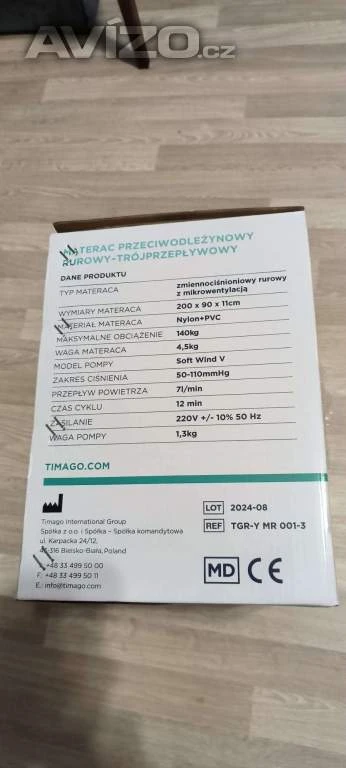 AVÍZO.cz
MATERAC PRZECIWODLEŻYNOWY
RUROWY-TRÓJPRZEPŁYWOWY
DANE PRODUKTU
TYP MATERACA zmiennociśnioniowy rurowy
z mikrowentylacją
WYMIARY MATERACA 200 x 90 x 11cm
MATERIAŁ MATERACA Nylon+PVC
MAKSYMALNE OBCIĄŻENIE 140kg
WAGA MATERACA 4,5kg
MODEL POMPY Soft Wind V
ZAKRES CIŚNIENIA 50-110mmHg
PRZEPŁYW POWIETRZA 7l/min
CZAS CYKLU 12 min
ZASILANIE 220V +/- 10% 50 Hz
WAGA POMPY 1,3kg
TIMAGO.COM
Timago International Group
Spółka z o.o. i Spółka - Spółka komandytowa
ul. Karpacka 24/12,
43-316 Bielsko-Biała, Poland
T.: +48 33 499 50 00
F.: +48 33 499 50 11
E.: info@timago.com
LOT 2024-08
REF TGR-Y MR 001-3
MD CE